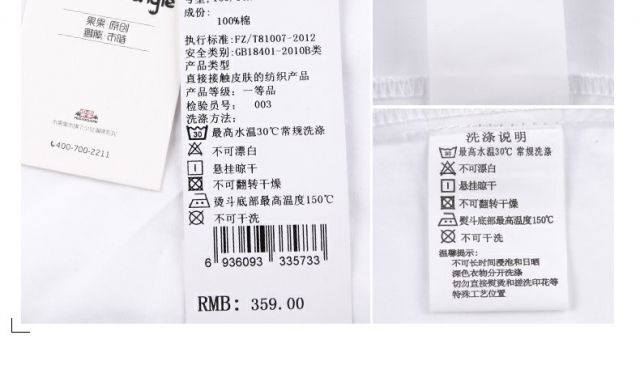 果果·原创
400-700-2211
成份:
100%棉
执行标准:FZ/T81007-2012
安全类别:GB18401-2010B类
产品类型
直接接触皮肤的纺织产品
产品等级: 一等品
检验员号: 003
洗涤方法:
最高水温30℃常规洗涤
不可漂白
悬挂晾干
不可翻转干燥
熨斗底部最高温度150℃
不可干洗
6 936093 335733
RMB: 359.00
洗涤说明
最高水温30℃ 常规洗涤
不可漂白
悬挂晾干
不可翻转干燥
熨斗底部最高温度150℃
不可干洗
温馨提示:
不可长时间浸泡和日晒
深色衣物分开洗涤
切勿直接熨烫和搓洗印花等
特殊工艺位置